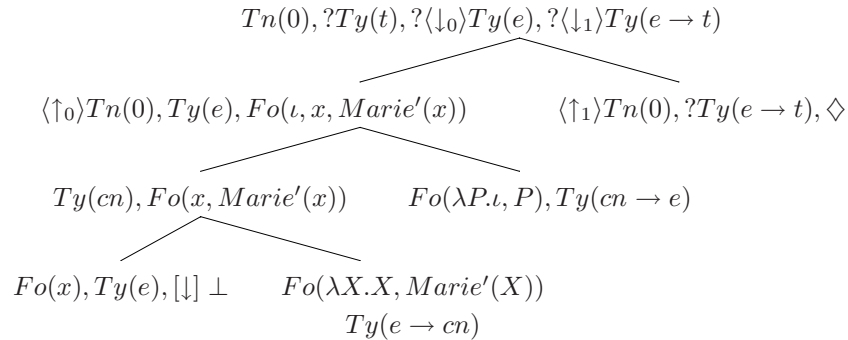 Tn(0), ?Ty(t), ?⟨↓₀⟩Ty(e), ?⟨↓₁⟩Ty(e → t)
⟨↑₀⟩Tn(0), Ty(e), Fo(ι, x, Marie′(x)) ⟨↑₁⟩Tn(0), ?Ty(e → t), ♢
Ty(cn), Fo(x, Marie′(x)) Fo(λP.ι, P), Ty(cn → e)
Fo(x), Ty(e), [↓] ⊥ Fo(λX.X, Marie′(X))
Ty(e → cn)